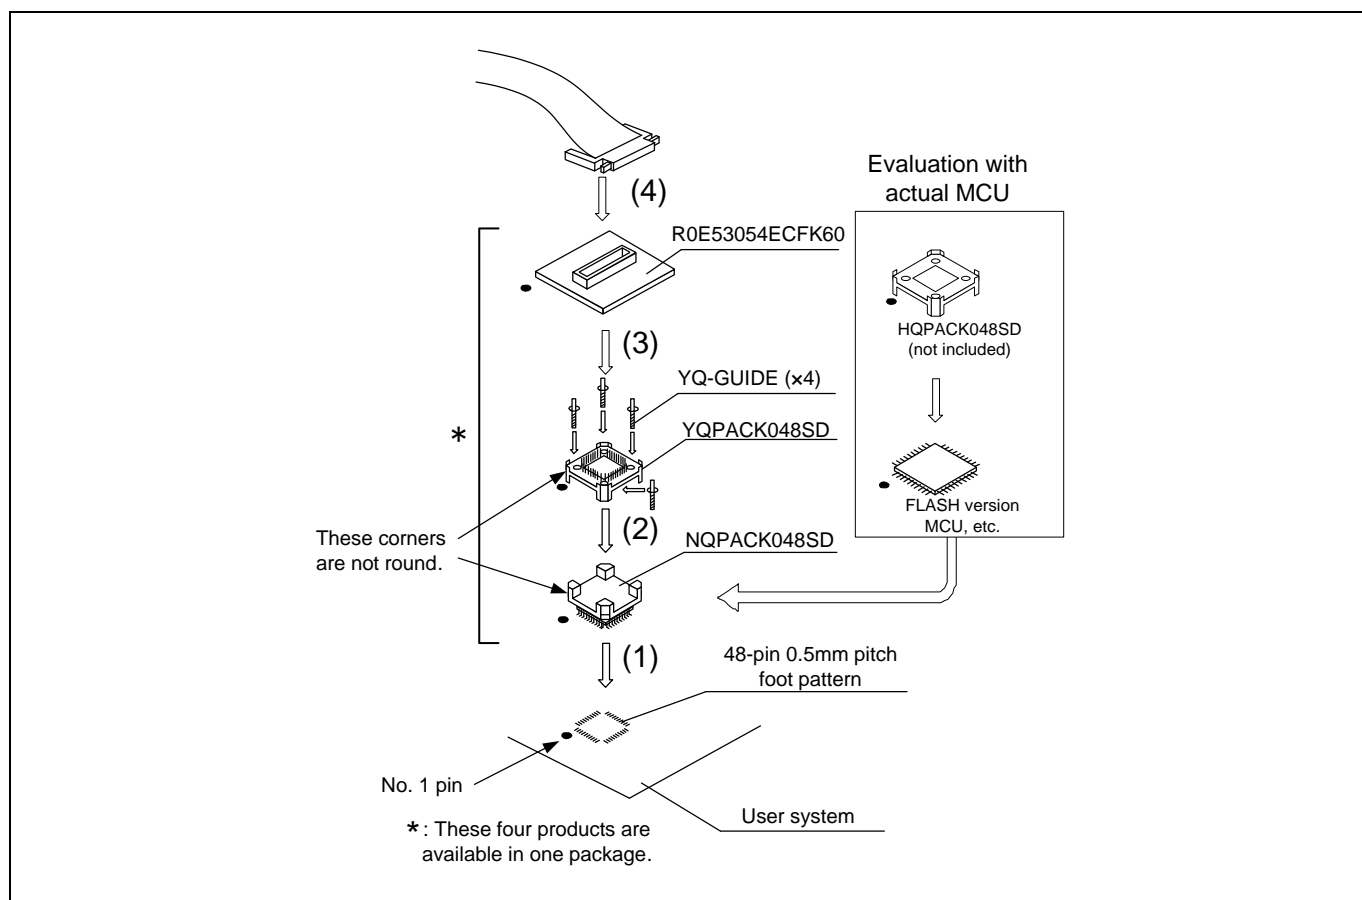 (4)
Evaluation with
actual MCU
R0E53054ECFK60
HQPACK048SD
(not included)
(3)
YQ-GUIDE (×4)
YQPACK048SD
*
FLASH version
MCU, etc.
These corners
are not round.
(2)
NQPACK048SD
(1)
48-pin 0.5mm pitch
foot pattern
No. 1 pin
User system
* : These four products are
available in one package.